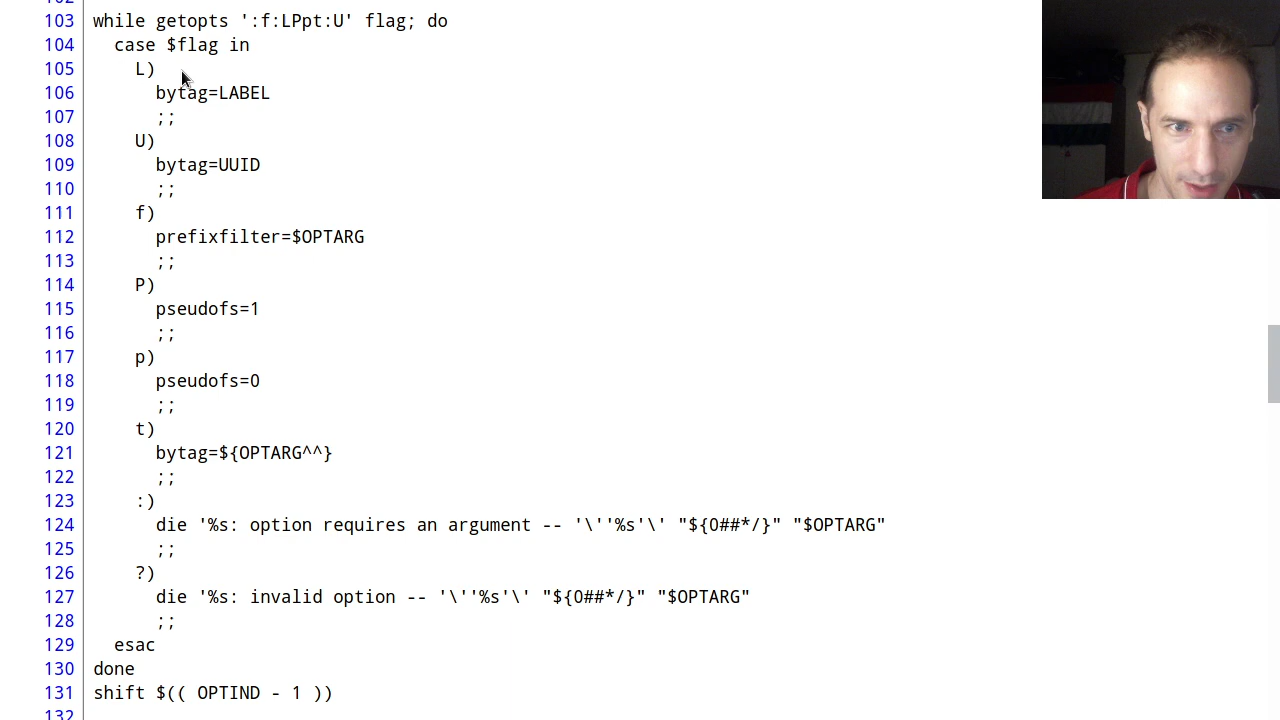 103 while getopts ':f:LPpt:U' flag; do
104   case $flag in
105     L)
106       bytag=LABEL
107       ;;
108     U)
109       bytag=UUID
110       ;;
111     f)
112       prefixfilter=$OPTARG
113       ;;
114     P)
115       pseudofs=1
116       ;;
117     p)
118       pseudofs=0
119       ;;
120     t)
121       bytag=${OPTARG^^}
122       ;;
123     :)
124       die '%s: option requires an argument -- '\''%s'\' "${0##*/}" "$OPTARG"
125       ;;
126     ?)
127       die '%s: invalid option -- '\''%s'\' "${0##*/}" "$OPTARG"
128       ;;
129   esac
130 done
131 shift $(( OPTIND - 1 ))
132